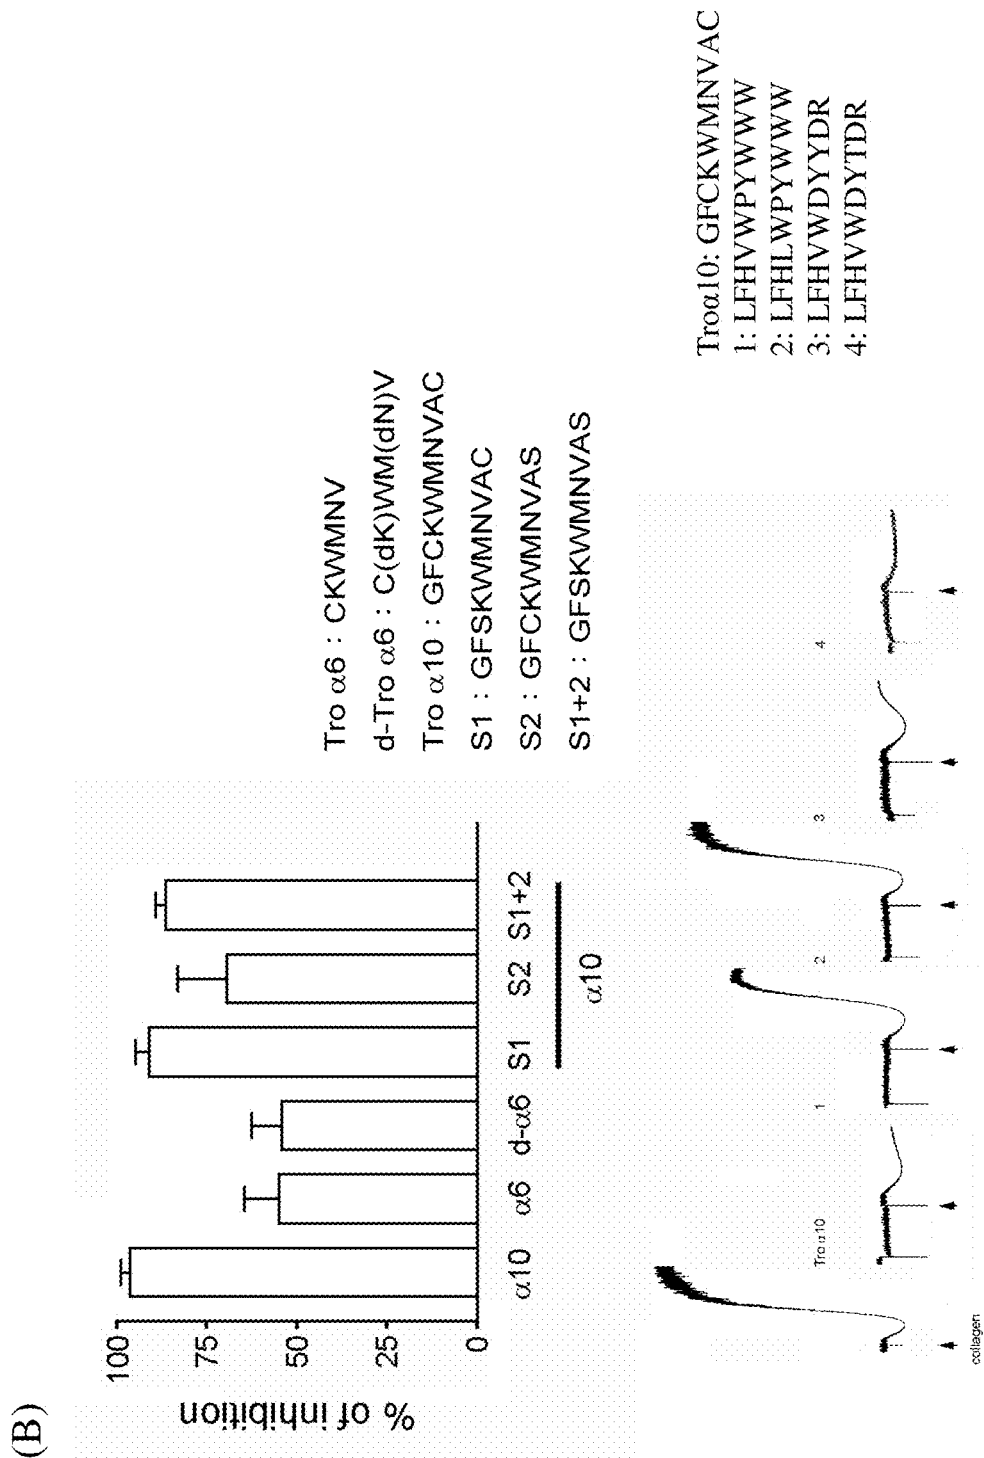 (B)
% of inhibition
100
75
50
25
0
α10 α6 d-α6 S1 S2 S1+2
α10
Tro α6 : CKWMNV
d-Tro α6 : C(dK)WM(dN)V
Tro α10 : GFCKWMNVAC
S1 : GFSKWMNVAC
S2 : GFCKWMNVAS
S1+2 : GFSKWMNVAS
collagen
Tro α10
1
2
3
4
Troα10: GFCKWMNVAC
1: LFHVWPYWWW
2: LFHLWPYWWW
3: LFHVWDYYDR
4: LFHVWDYTDR